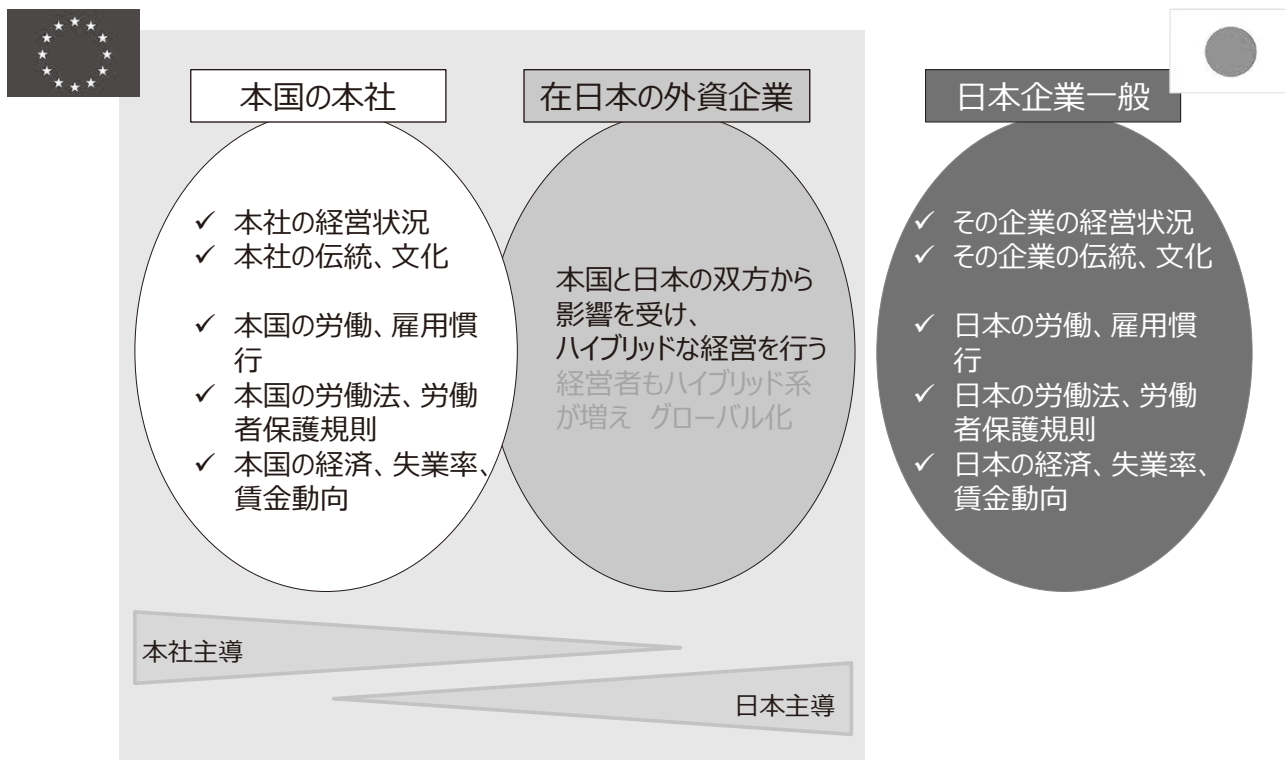 本国の本社
✓ 本社の経営状況
✓ 本社の伝統、文化
✓ 本国の労働、雇用慣
行
✓ 本国の労働法、労働
者保護規則
✓ 本国の経済、失業率、
賃金動向
在日本の外資企業
本国と日本の双方から
影響を受け、
ハイブリッドな経営を行う
経営者もハイブリッド系
が増え グローバル化
日本企業一般
✓ その企業の経営状況
✓ その企業の伝統、文化
✓ 日本の労働、雇用慣
行
✓ 日本の労働法、労働
者保護規則
✓ 日本の経済、失業率、
賃金動向
本社主導
日本主導